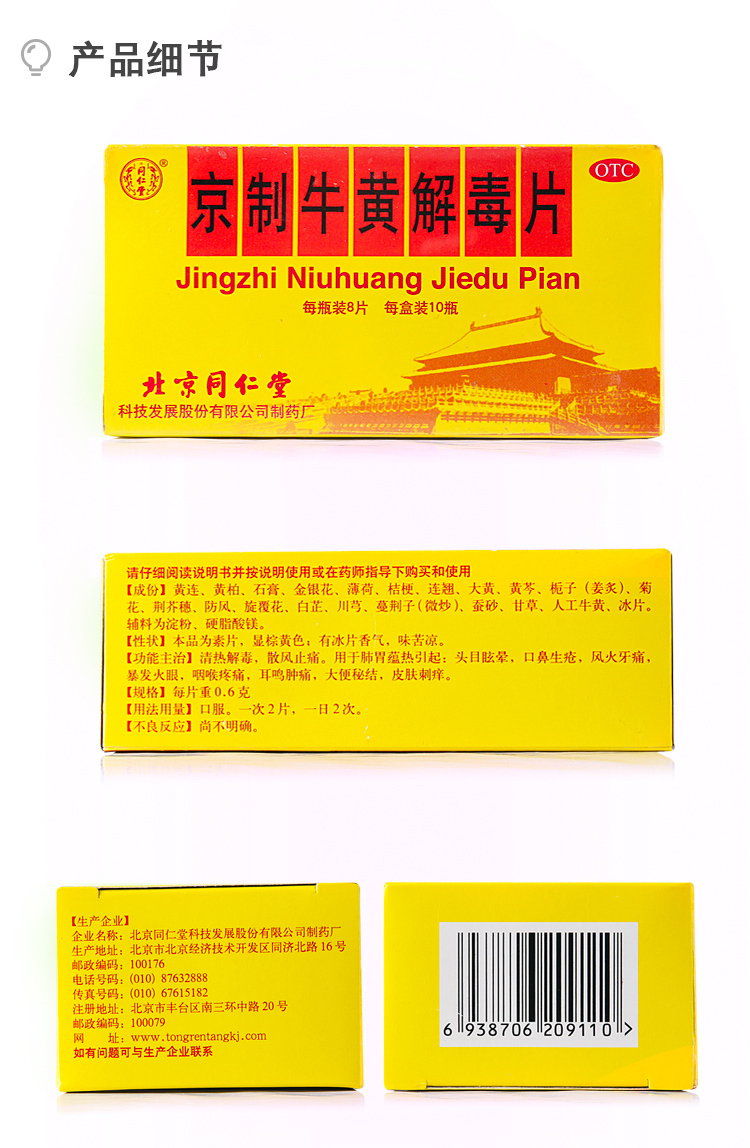 产品细节
同仁堂
®
京制牛黄解毒片
OTC
Jingzhi Niuhuang Jiedu Pian
每瓶装8片 每盒装10瓶
北京同仁堂
科技发展股份有限公司制药厂
请仔细阅读说明书并按说明使用或在药师指导下购买和使用
【成份】黄连、黄柏、石膏、金银花、薄荷、桔梗、连翘、大黄、黄芩、栀子（姜炙）、菊
花、荆芥穗、防风、旋覆花、白芷、川芎、蔓荆子（微炒）、蚕砂、甘草、人工牛黄、冰片。
辅料为淀粉、硬脂酸镁。
【性状】本品为素片，显棕黄色；有冰片香气，味苦凉。
【功能主治】清热解毒，散风止痛。用于肺胃蕴热引起：头目眩晕，口鼻生疮，风火牙痛，
暴发火眼，咽喉疼痛，耳鸣肿痛，大便秘结，皮肤刺痒。
【规格】每片重0.6克
【用法用量】口服。一次2片，一日2次。
【不良反应】尚不明确。
【生产企业】
企业名称：北京同仁堂科技发展股份有限公司制药厂
生产地址：北京市北京经济技术开发区同济北路16号
邮政编码：100176
电话号码：(010) 87632888
传真号码：(010) 67615182
注册地址：北京市丰台区南三环中路20号
邮政编码：100079
网 址：www.tongrentangkj.com
如有问题可与生产企业联系
6 938706 209110 >